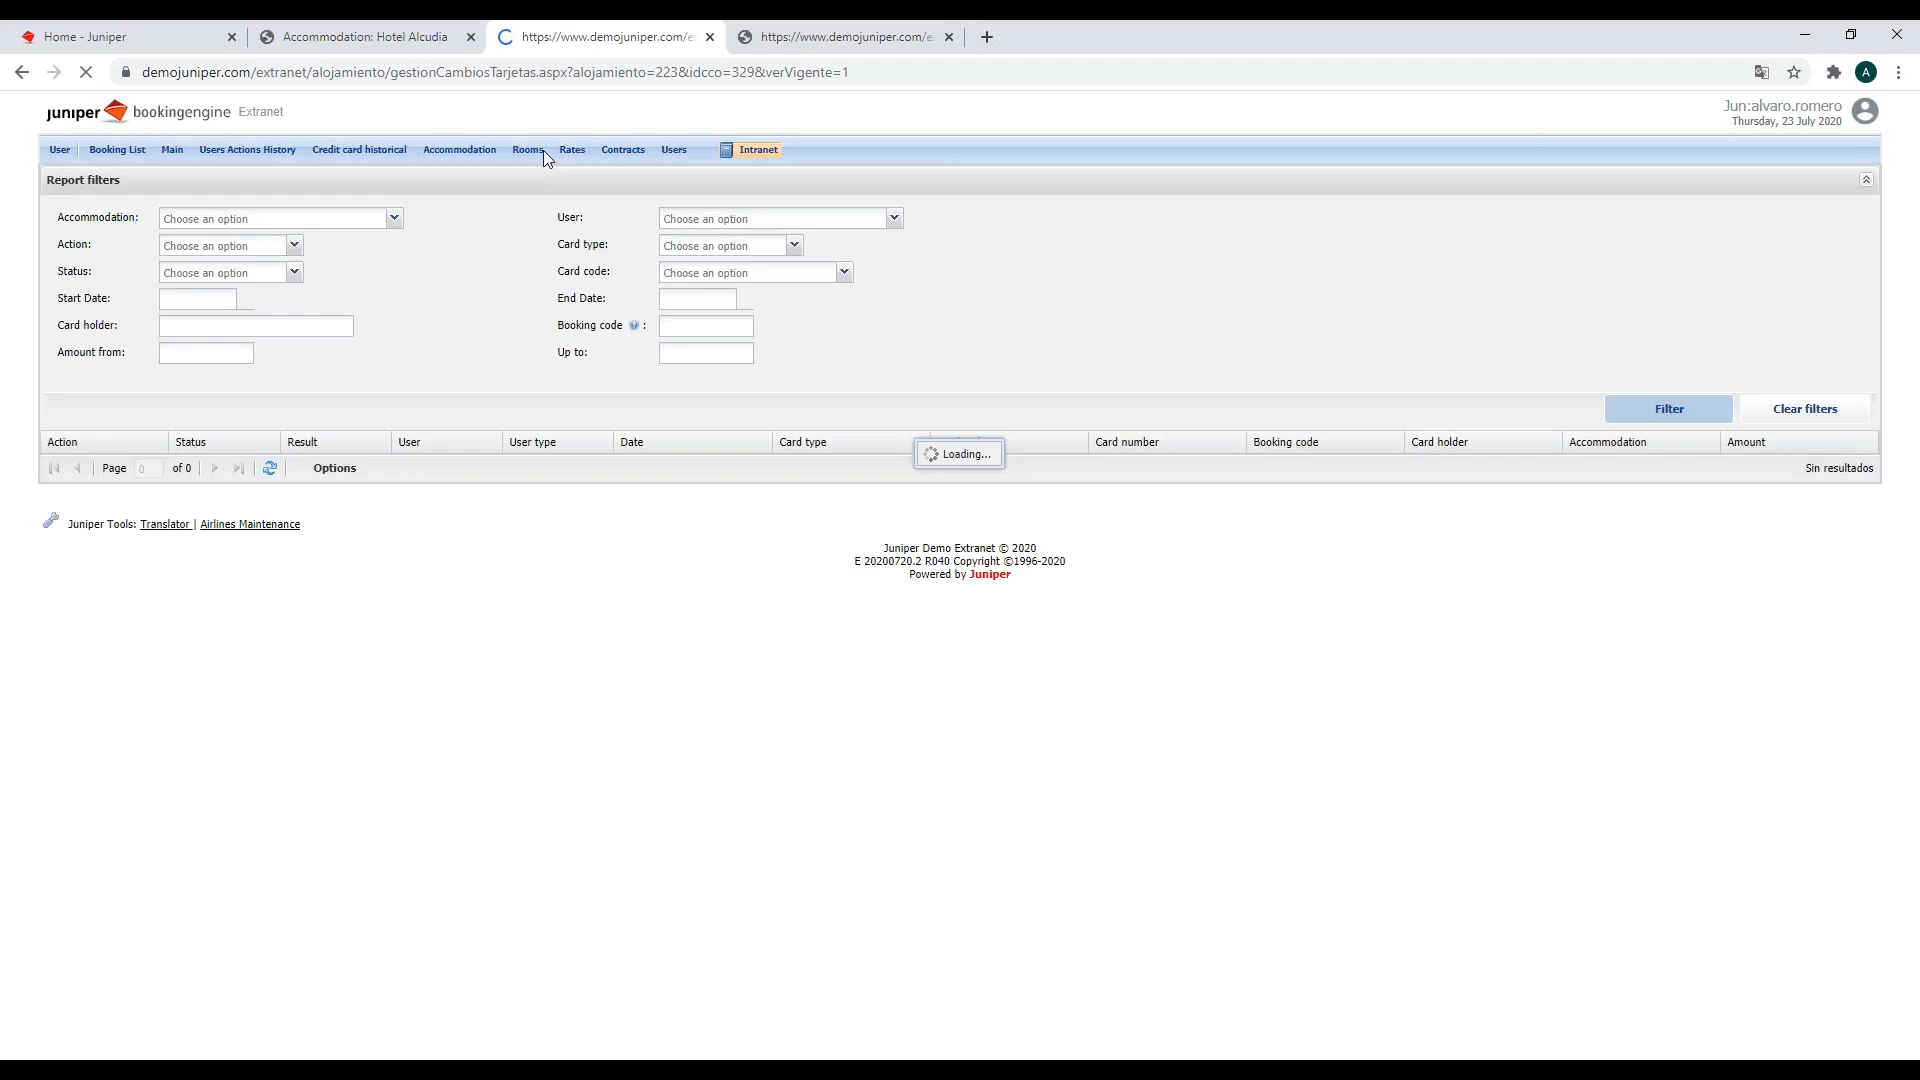 Home - Juniper
Accommodation: Hotel Alcudia
https://www.demojuniper.com/e
https://www.demojuniper.com/e
demojuniper.com/extranet/alojamiento/gestionCambiosTarjetas.aspx?alojamiento=223&idcco=329&verVigente=1
A
juniper bookingengine Extranet
Jun:alvaro.romero
Thursday, 23 July 2020
User Booking List Main Users Actions History Credit card historical Accommodation Rooms Rates Contracts Users Intranet
Report filters
Accommodation: Choose an option User: Choose an option
Action: Choose an option Card type: Choose an option
Status: Choose an option Card code: Choose an option
Start Date: End Date:
Card holder: Booking code :
Amount from: Up to:
Filter Clear filters
Action Status Result User User type Date Card type Card number Booking code Card holder Accommodation Amount
Loading...
Page 0 of 0 Options Sin resultados
Juniper Tools: Translator | Airlines Maintenance
Juniper Demo Extranet © 2020
E 20200720.2 R040 Copyright ©1996-2020
Powered by Juniper